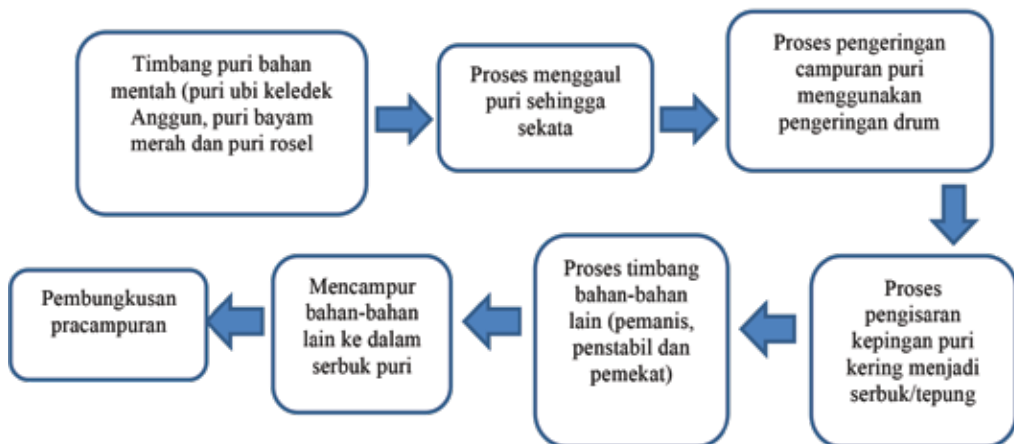 Timbang puri bahan
mentah (puri ubi keledek
Anggun, puri bayam
merah dan puri rosel
Proses menggaul
puri sehingga
sekata
Proses pengeringan
campuran puri
menggunakan
pengeringan drum
Proses
pengisaran
kepingan puri
kering menjadi
serbuk/tepung
Proses timbang
bahan-bahan
lain (pemanis,
penstabil dan
pemekat)
Mencampur
bahan-bahan
lain ke dalam
serbuk puri
Pembungkusan
pracampuran